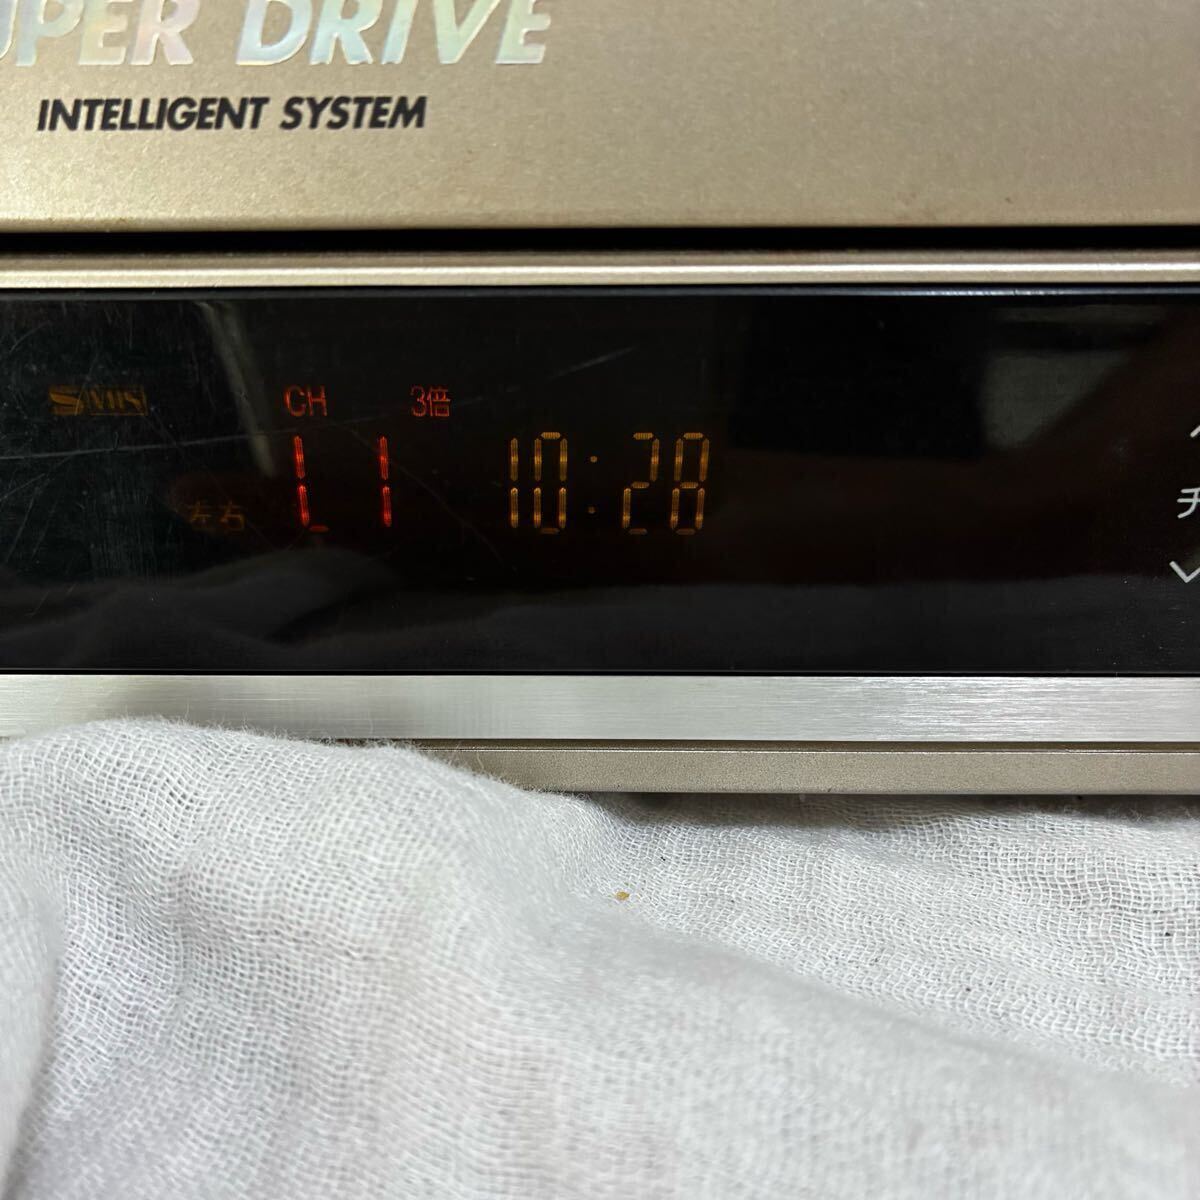 UPER DRIVE
INTELLIGENT SYSTEM
S VHS
CH 3倍
左右 L1 10:28
チ